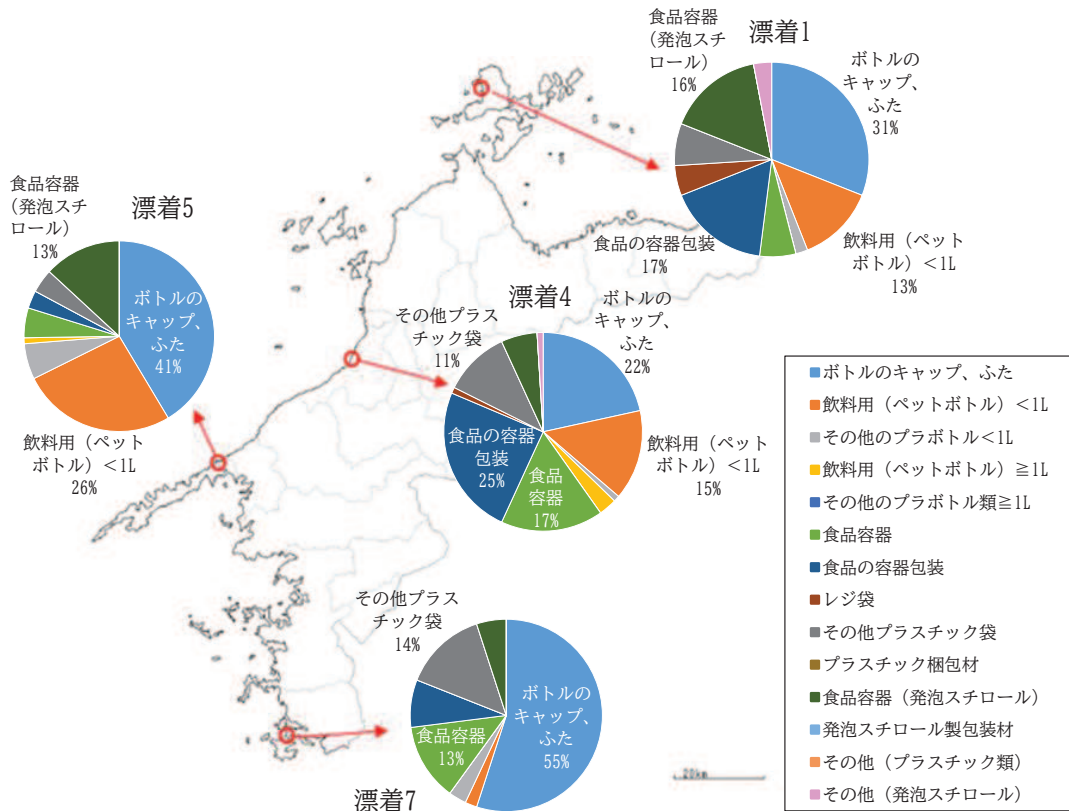 漂着1
食品容器
(発泡スチ
ロール)
16%
ボトルの
キャップ、
ふた
31%
飲料用(ペット
ボトル)<1L
13%
食品の容器包装
17%
漂着5
食品容器
(発泡スチ
ロール)
13%
ボトルの
キャップ、
ふた
41%
飲料用(ペット
ボトル)<1L
26%
漂着4
その他プラス
チック袋
11%
ボトルの
キャップ、
ふた
22%
飲料用(ペット
ボトル)<1L
15%
食品の容器
包装
25%
食品
容器
17%
その他プラス
チック袋
14%
ボトルの
キャップ、
ふた
55%
食品容器
13%
漂着7
20km
ボトルのキャップ、ふた
飲料用(ペットボトル)<1L
その他のプラボトル<1L
飲料用(ペットボトル)≧1L
その他のプラボトル類≧1L
食品容器
食品の容器包装
レジ袋
その他プラスチック袋
プラスチック梱包材
食品容器(発泡スチロール)
発泡スチロール製包装材
その他(プラスチック類)
その他(発泡スチロール)